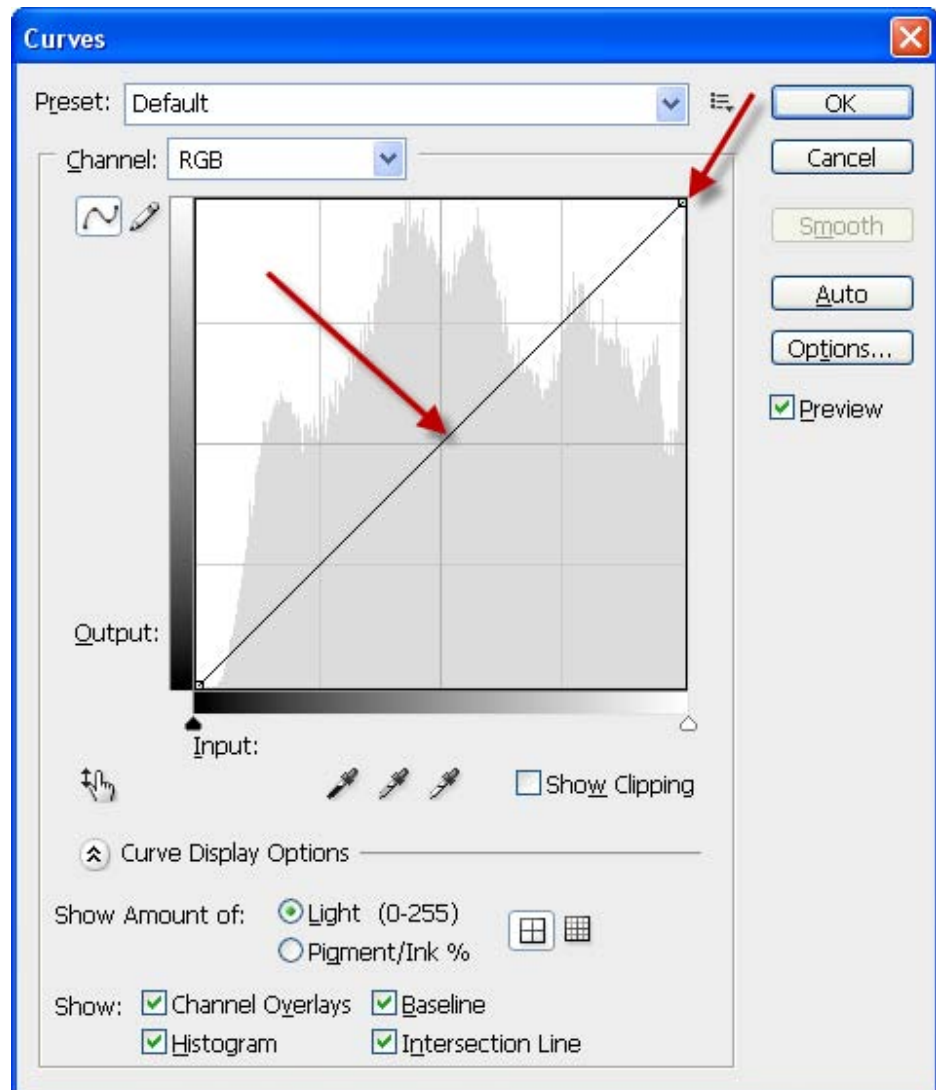 Curves
Preset: Default
OK
Channel: RGB
Cancel
Smooth
Auto
Options...
Preview
Output:
Input:
Show Clipping
Curve Display Options
Show Amount of: Light (0-255)
Pigment/Ink %
Show: Channel Overlays Baseline
Histogram Intersection Line